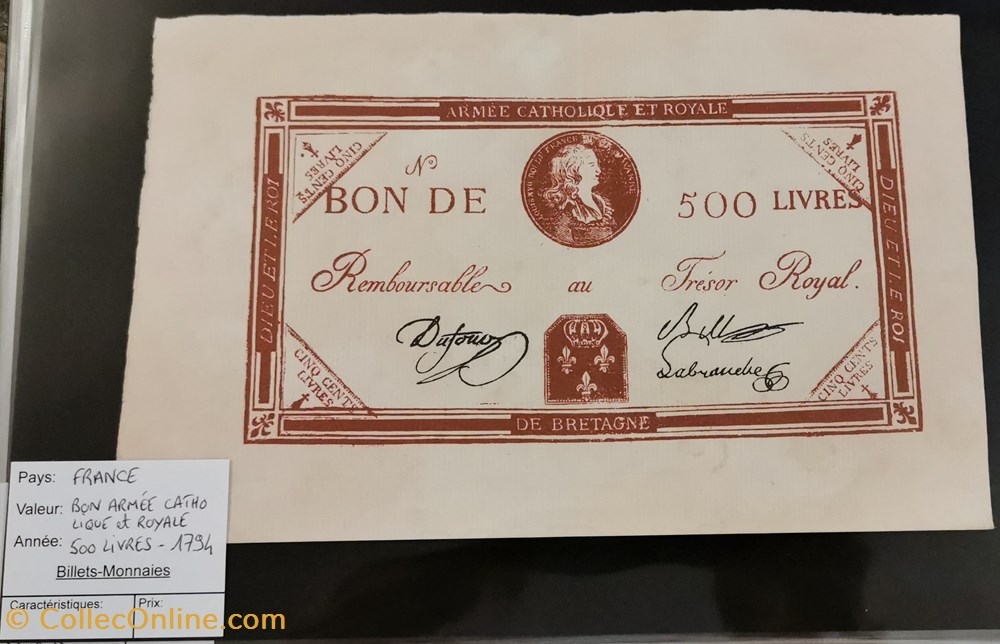 ARMÉE CATHOLIQUE ET ROYALE
CINQ CENTS
LIVRES
CINQ CENTS
LIVRES
N
DE FRANCE
BON DE
500 LIVRES
DIEU ET LE ROI
DIEU ET LE ROI
Remboursable au Trésor Royal.
Dufour
Labranche
CINQ CENTS
LIVRES
CINQ CENTS
LIVRES
DE BRETAGNE
Pays: FRANCE
Valeur: BON ARMÉE CATHO
LIQUE et ROYALE
Année: 500 LIVRES - 1794
Billets-Monnaies
Caractéristiques: Prix:
© CollecOnline.com